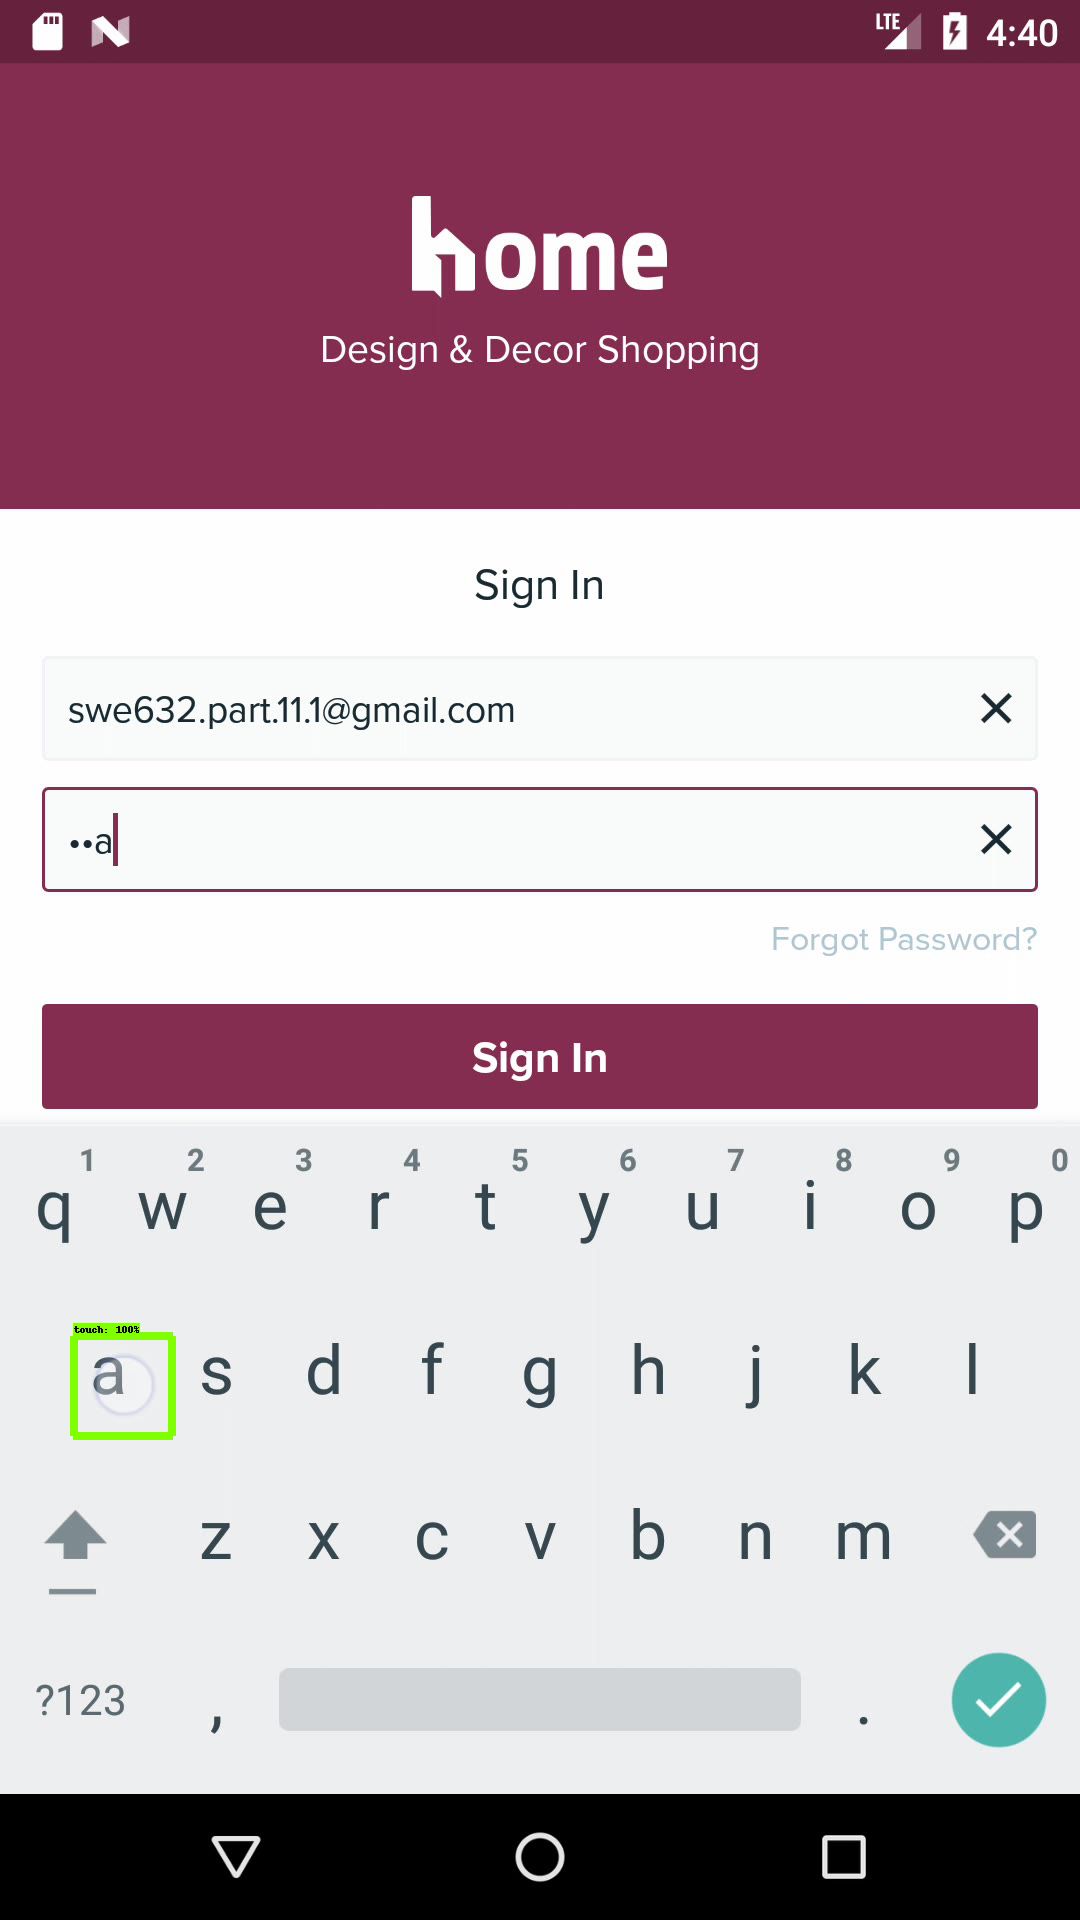 LTE 4:40
home
Design & Decor Shopping
Sign In
swe632.part.11.1@gmail.com
••a
Forgot Password?
Sign In
1 2 3 4 5 6 7 8 9 0
q w e r t y u i o p
touch: 100%
a s d f g h j k l
z x c v b n m
?123 , .